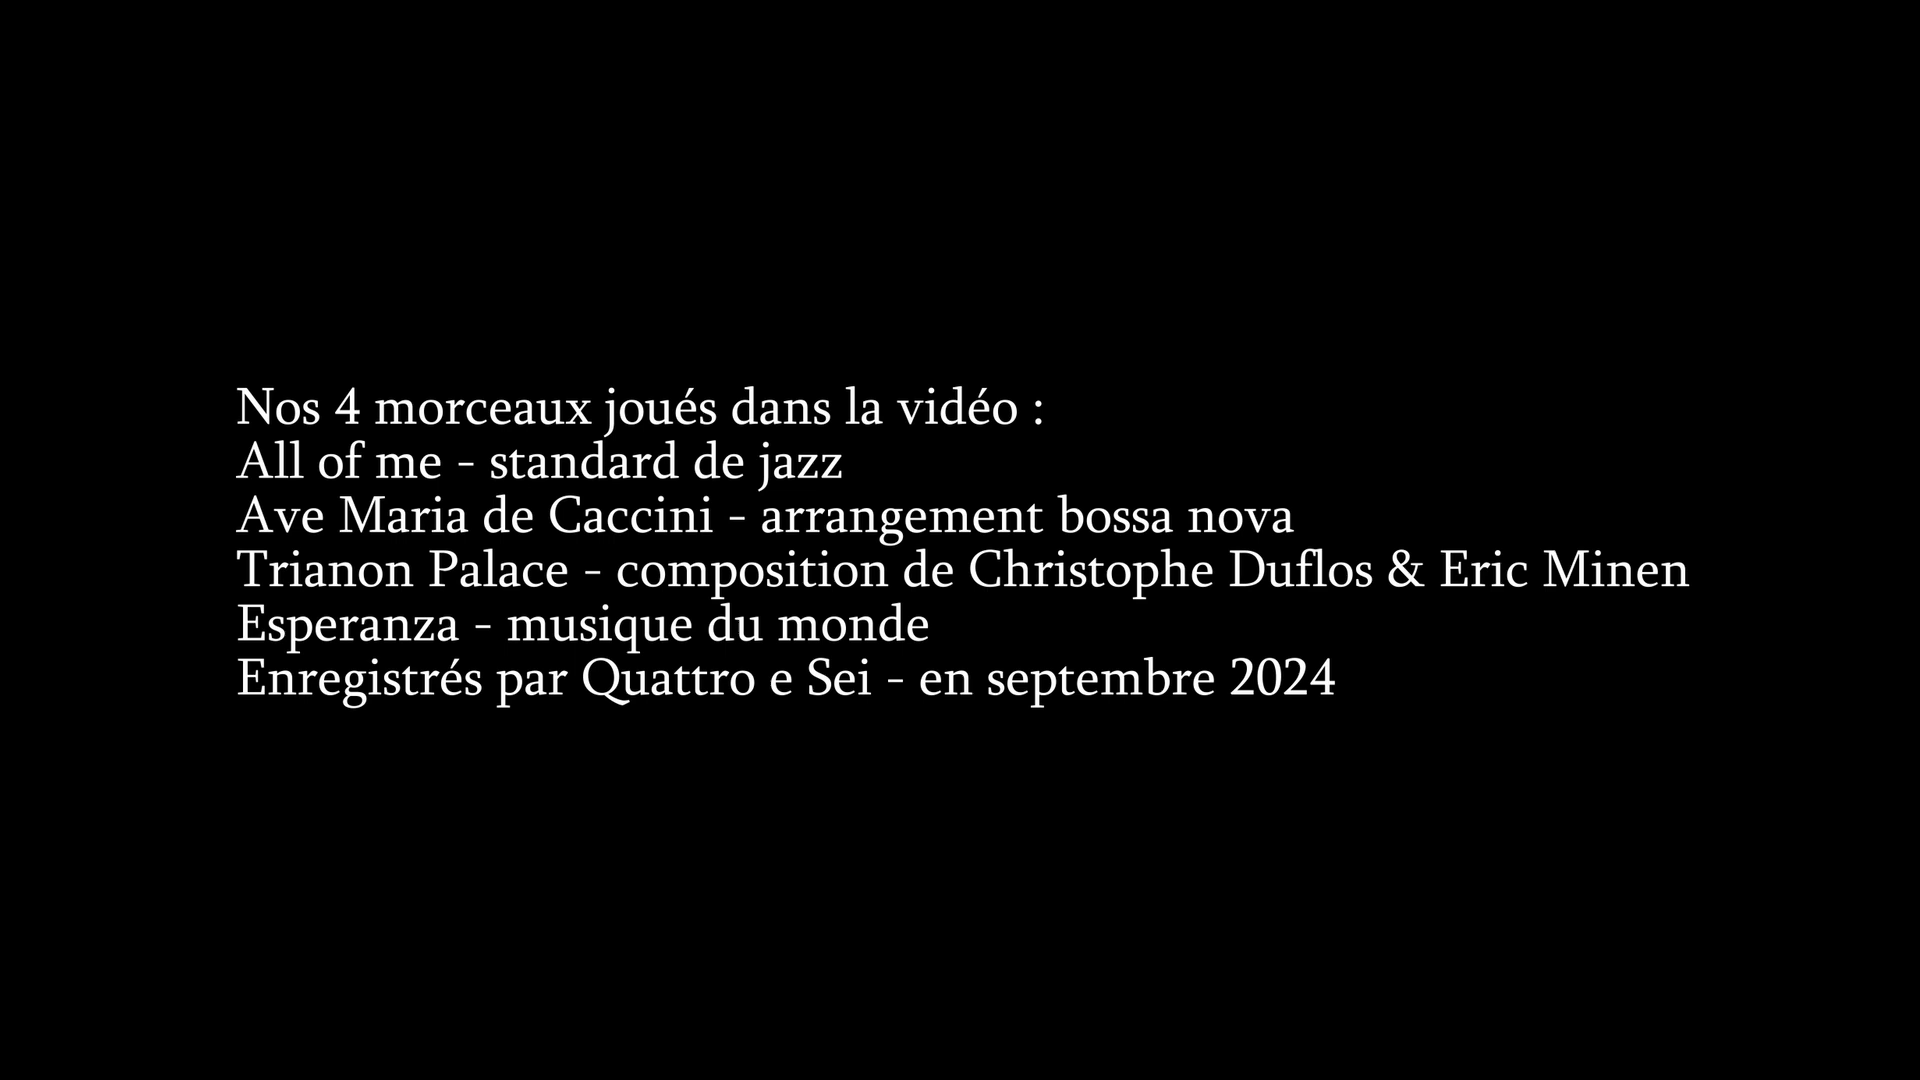 Nos 4 morceaux joués dans la vidéo :
All of me - standard de jazz
Ave Maria de Caccini - arrangement bossa nova
Trianon Palace - composition de Christophe Duflos & Eric Minen
Esperanza - musique du monde
Enregistrés par Quattro e Sei - en septembre 2024